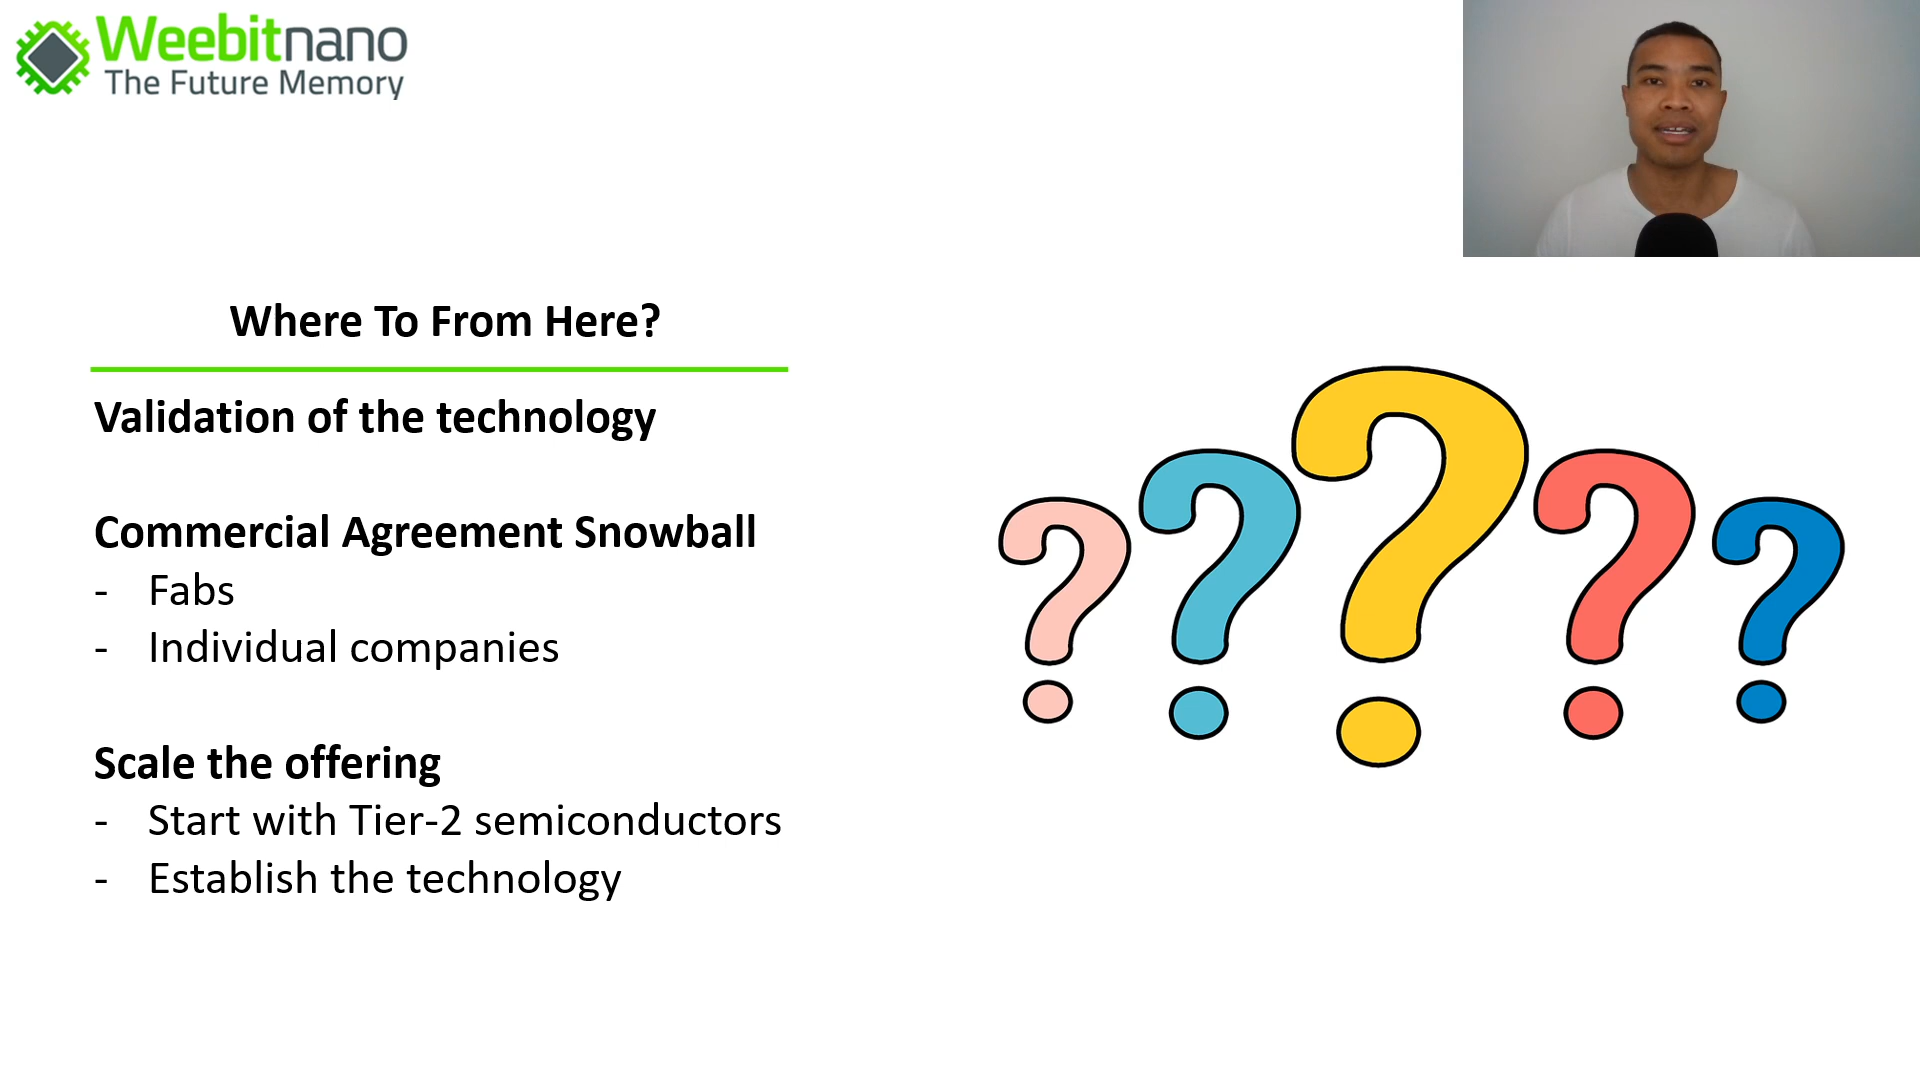 Weebitnano
The Future Memory
Where To From Here?
Validation of the technology
Commercial Agreement Snowball
- Fabs
- Individual companies
Scale the offering
- Start with Tier-2 semiconductors
- Establish the technology